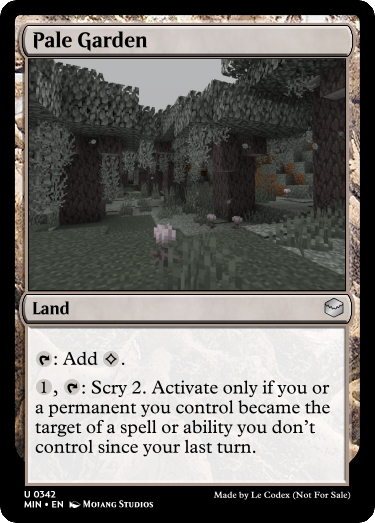 Pale Garden
Land
: Add .
1, : Scry 2. Activate only if you or
a permanent you control became the
target of a spell or ability you don't
control since your last turn.
U 0342
MIN • EN Mojang Studios
Made by Le Codex (Not For Sale)